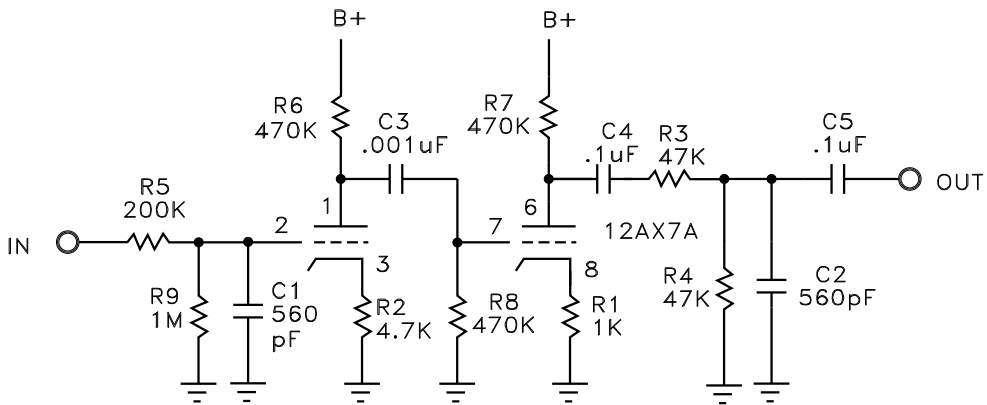 B+
B+
R6
470K
C3
.001uF
R7
470K
C4
.1uF
R3
47K
C5
.1uF
OUT
R5
200K
IN
1
2
3
6
7
8
12AX7A
R9
1M
C1
560
pF
R2
4.7K
R8
470K
R1
1K
R4
47K
C2
560pF